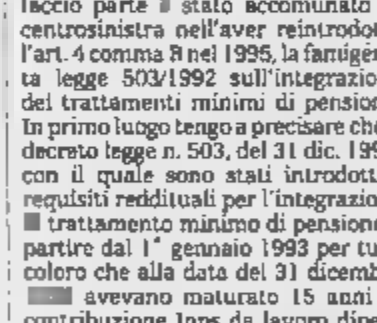 faccio parte è stato accomunato
centrosinistra nell'aver reintrodot
l'art. 4 comma 8 nel 1995, la famiger
ta legge 503/1992 sull'integrazio
dei trattamenti minimi di pension
In primo luogo tengo a precisare che
decreto legge n. 503, del 31 dic. 199
con il quale sono stati introdott
requisiti reddituali per l'integrazio
trattamento minimo di pensione
partire dal 1° gennaio 1993 per tu
coloro che alla data del 31 dicemb
avevano maturato 15 anni
contribuzione Inps da lavoro dipe